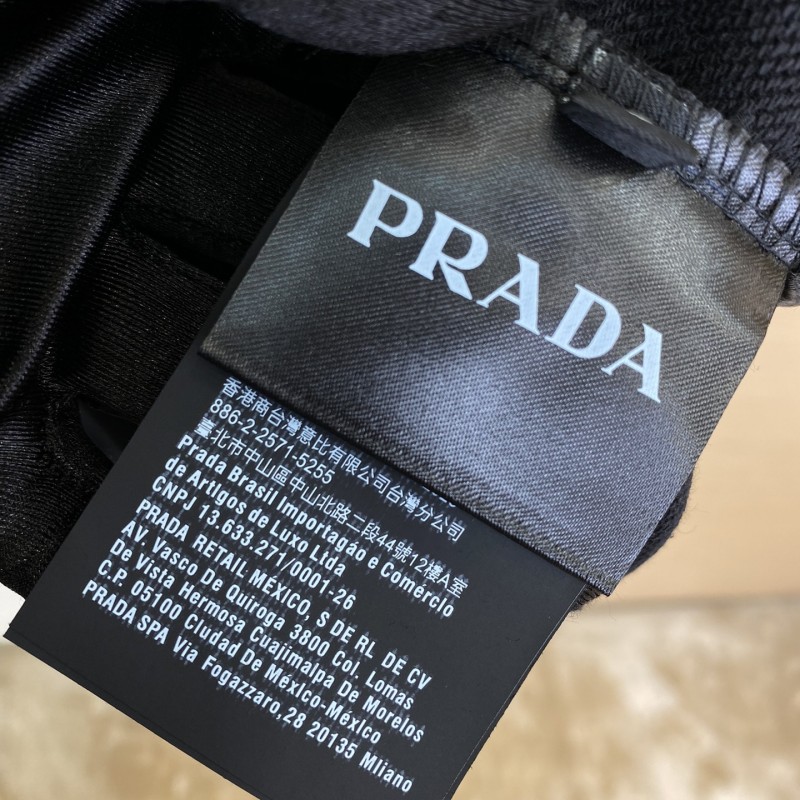 PRADA
香港商台灣意比有限公司台灣分公司
886-2-2571-5255
臺北市中山區中山北路二段44號12樓A室
Prada Brasil Importagão e Comércio
de Artigos de Luxo Ltda
CNPJ 13.633.271/0001-26
PRADA RETAIL MÉXICO, S DE RL DE CV
AV. Vasco De Quiroga 3800 Col. Lomas
De Vista Hermosa Cuajimalpa De Morelos
C.P. 05100 Ciudad De México-México
PRADA SPA Via Fogazzaro,28 20135 Mliano